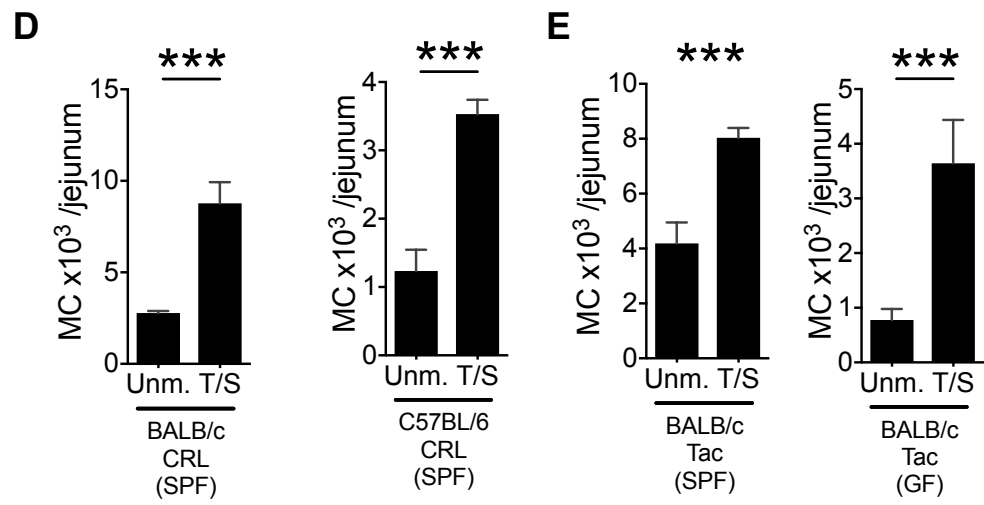 D
***
MC x10³ /jejunum
15
10
5
0
Unm. T/S
BALB/c
CRL
(SPF)
***
MC x10³ /jejunum
4
3
2
1
0
Unm. T/S
C57BL/6
CRL
(SPF)
E
***
MC x10³ /jejunum
10
8
6
4
2
0
Unm. T/S
BALB/c
Tac
(SPF)
***
MC x10³ /jejunum
5
4
3
2
1
0
Unm. T/S
BALB/c
Tac
(GF)